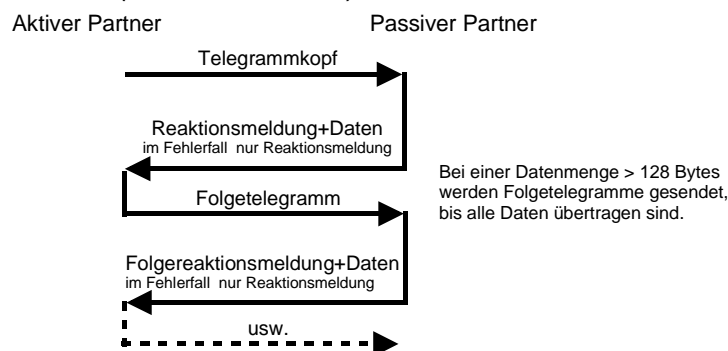 Aktiver Partner
Passiver Partner
Telegrammkopf
Reaktionsmeldung+Daten
im Fehlerfall nur Reaktionsmeldung
Bei einer Datenmenge > 128 Bytes
werden Folgetelegramme gesendet,
bis alle Daten übertragen sind.
Folgetelegramm
Folgereaktionsmeldung+Daten
im Fehlerfall nur Reaktionsmeldung
usw.